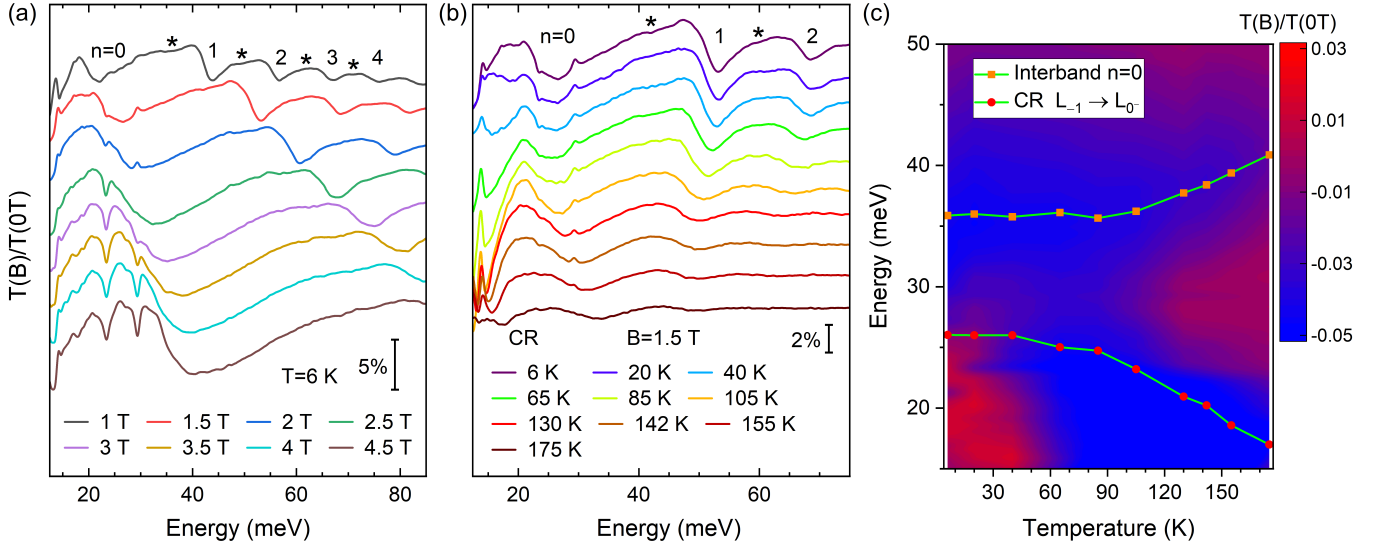 (a)
n=0
*
1
*
2
*
3
*
4
T(B)/T(0T)
5%
T=6 K
1 T
1.5 T
2 T
2.5 T
3 T
3.5 T
4 T
4.5 T
20
40
60
80
Energy (meV)
(b)
n=0
*
1
*
2
CR
B=1.5 T
2%
6 K
20 K
40 K
65 K
85 K
105 K
130 K
142 K
155 K
175 K
20
40
60
Energy (meV)
(c)
T(B)/T(0T)
Interband n=0
CR L₋₁ → L₀⁻
50
40
30
20
Energy (meV)
30
60
90
120
150
Temperature (K)
0.03
0.01
-0.01
-0.03
-0.05